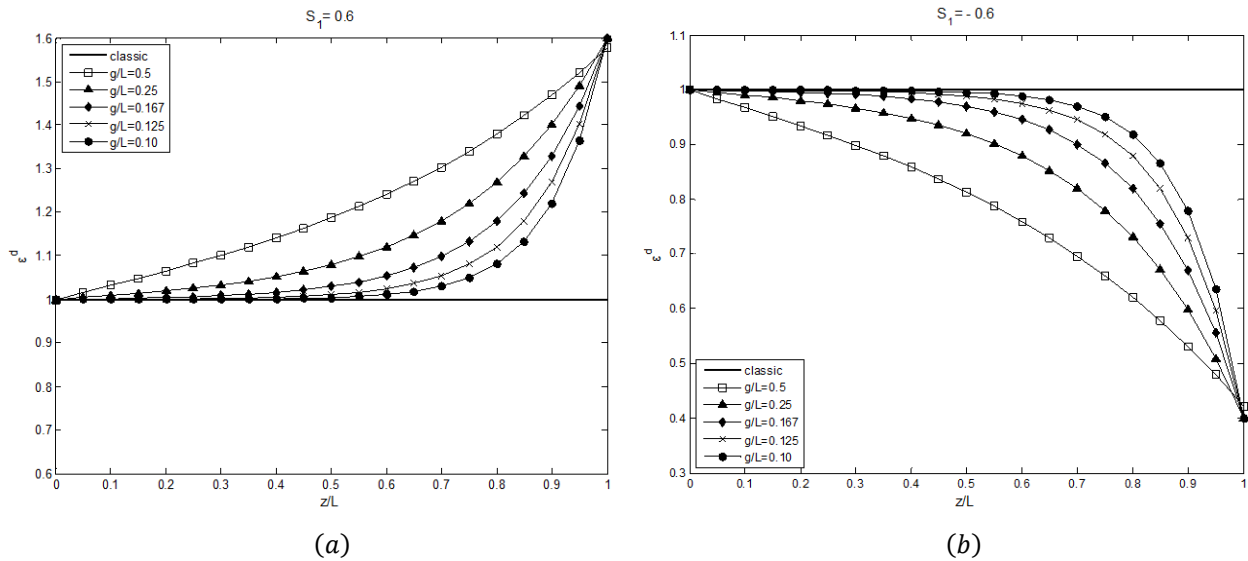 S1= 0.6
1.6
1.5
1.4
1.3
1.2
1.1
1
0.9
0.8
0.7
0.6
εp
classic
g/L=0.5
g/L=0.25
g/L=0.167
g/L=0.125
g/L=0.10
0 0.1 0.2 0.3 0.4 0.5 0.6 0.7 0.8 0.9 1
z/L
(a)
S1= - 0.6
1.1
1
0.9
0.8
0.7
0.6
0.5
0.4
0.3
εp
classic
g/L=0.5
g/L=0.25
g/L=0.167
g/L=0.125
g/L=0.10
0 0.1 0.2 0.3 0.4 0.5 0.6 0.7 0.8 0.9 1
z/L
(b)